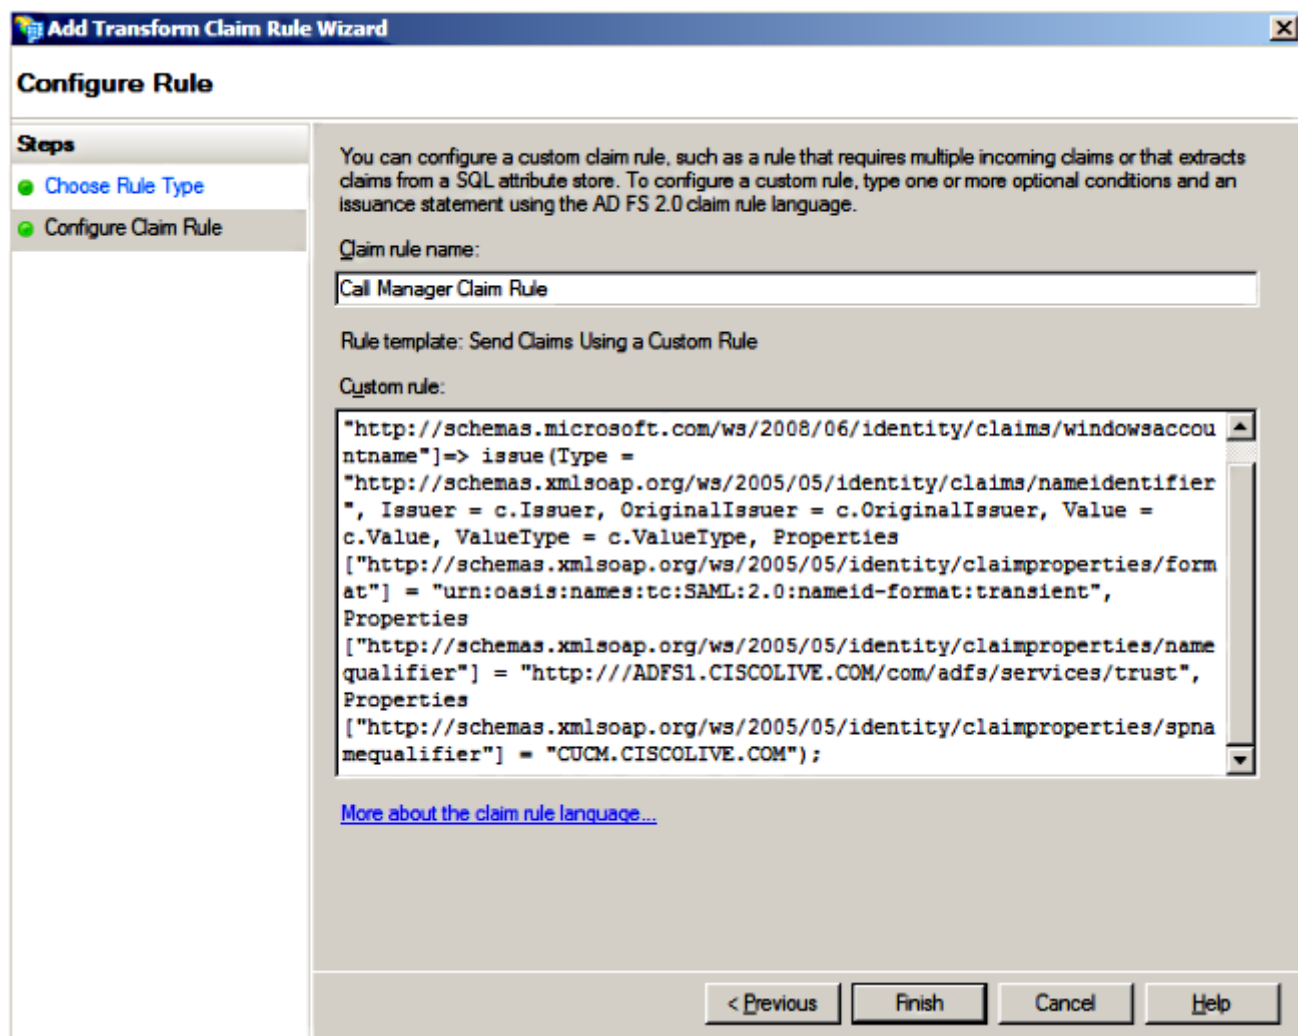 Add Transform Claim Rule Wizard
Configure Rule
Steps
Choose Rule Type
Configure Claim Rule
You can configure a custom claim rule, such as a rule that requires multiple incoming claims or that extracts
claims from a SQL attribute store. To configure a custom rule, type one or more optional conditions and an
issuance statement using the AD FS 2.0 claim rule language.
Claim rule name:
Call Manager Claim Rule
Rule template: Send Claims Using a Custom Rule
Custom rule:
"http://schemas.microsoft.com/ws/2008/06/identity/claims/windowsaccou
ntname"]=> issue(Type =
"http://schemas.xmlsoap.org/ws/2005/05/identity/claims/nameidentifier
", Issuer = c.Issuer, OriginalIssuer = c.OriginalIssuer, Value =
c.Value, ValueType = c.ValueType, Properties
["http://schemas.xmlsoap.org/ws/2005/05/identity/claimproperties/form
at"] = "urn:oasis:names:tc:SAML:2.0:nameid-format:transient",
Properties
["http://schemas.xmlsoap.org/ws/2005/05/identity/claimproperties/name
qualifier"] = "http:///ADFS1.CISCOLIVE.COM/com/adfs/services/trust",
Properties
["http://schemas.xmlsoap.org/ws/2005/05/identity/claimproperties/spna
mequalifier"] = "CUCM.CISCOLIVE.COM");
More about the claim rule language...
< Previous
Finish
Cancel
Help